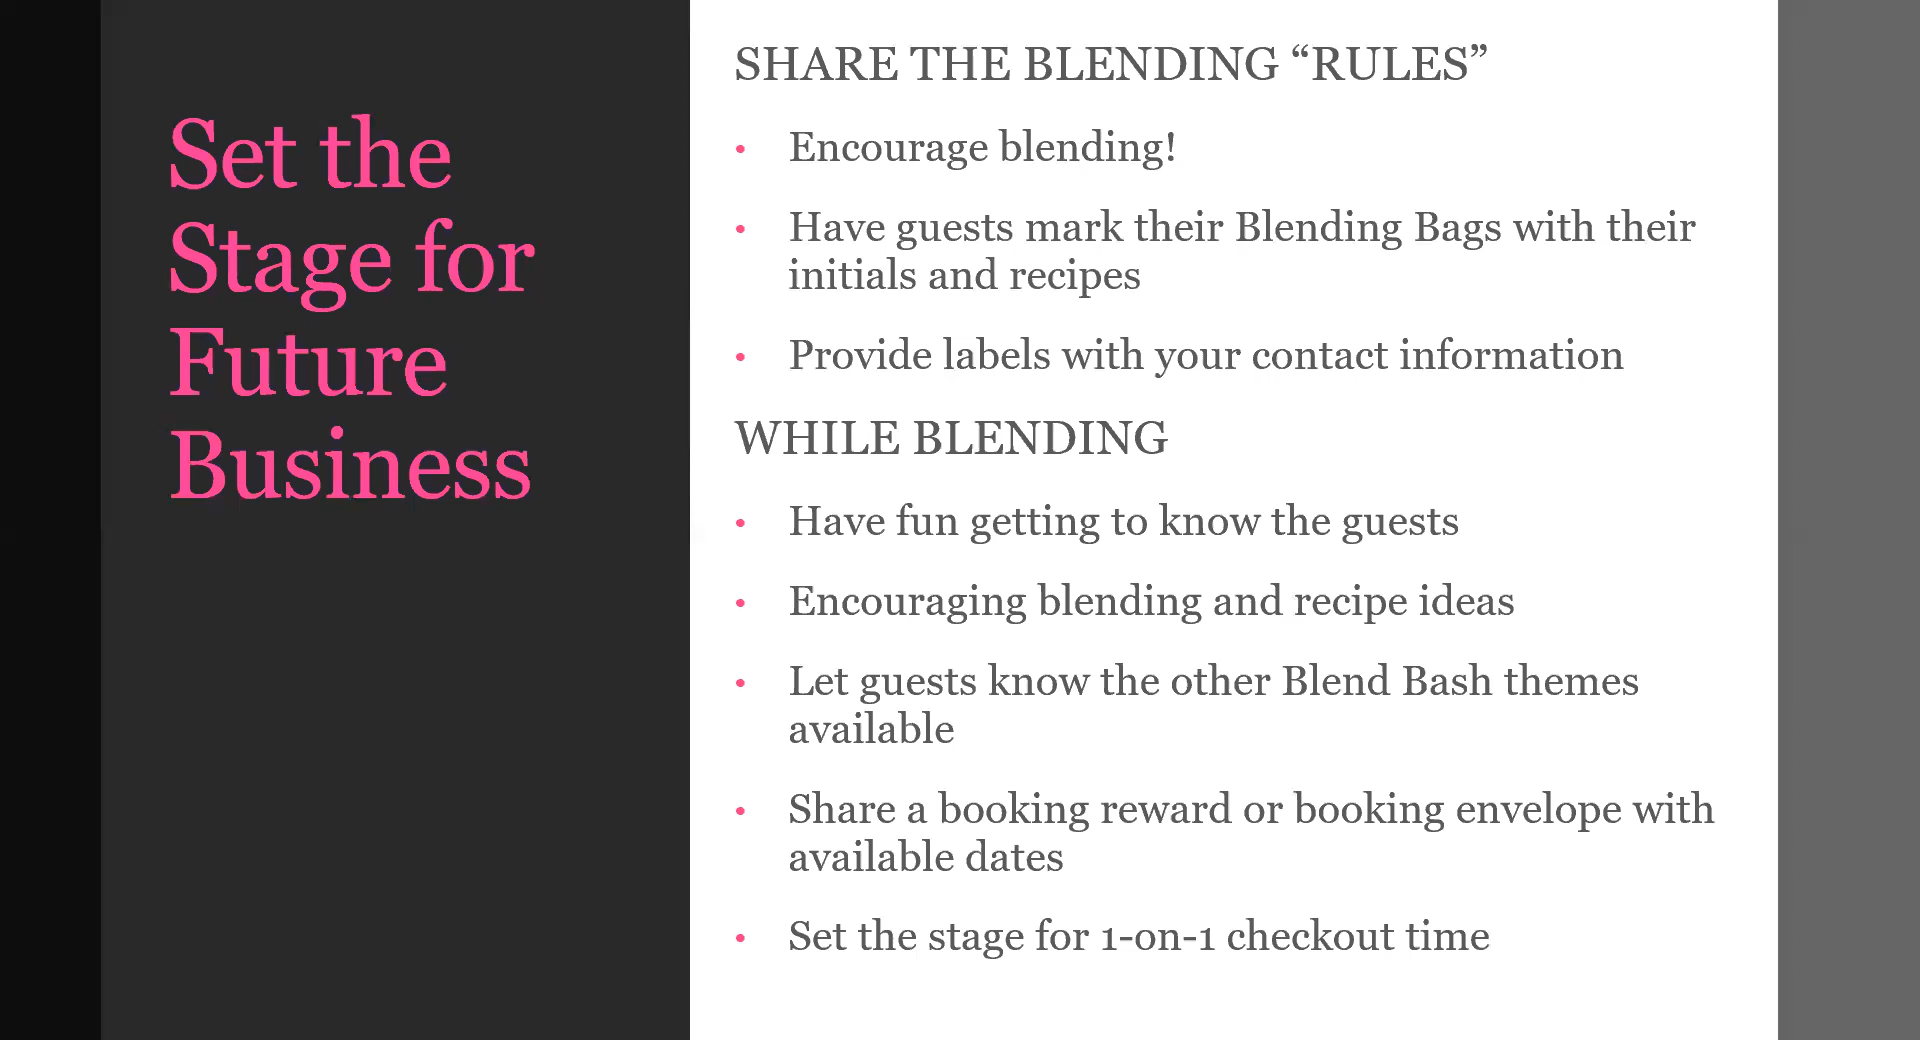 Set the
Stage for
Future
Business
SHARE THE BLENDING “RULES”
• Encourage blending!
• Have guests mark their Blending Bags with their
initials and recipes
• Provide labels with your contact information
WHILE BLENDING
• Have fun getting to know the guests
• Encouraging blending and recipe ideas
• Let guests know the other Blend Bash themes
available
• Share a booking reward or booking envelope with
available dates
• Set the stage for 1-on-1 checkout time